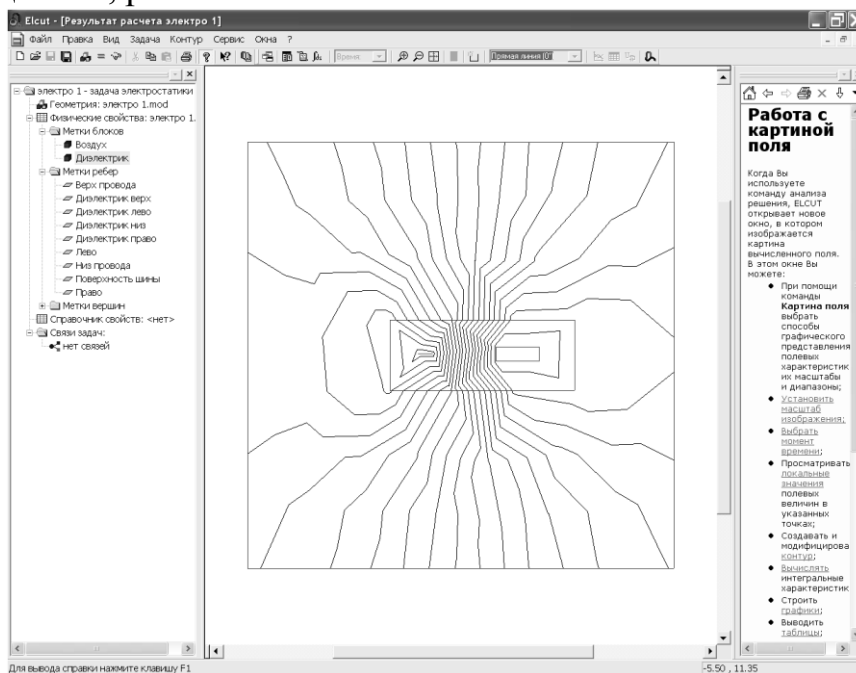 Elcut - [Результат расчета электро 1]
Файл Правка Вид Задача Контур Сервис Окна ?
Время: Прямая линия (0°
электро 1 - задача электростатики
Геометрия: электро 1.mod
Физические свойства: электро 1.
Метки блоков
Воздух
Диэлектрик
Метки ребер
Верх провода
Диэлектрик верх
Диэлектрик лево
Диэлектрик низ
Диэлектрик право
Лево
Низ провода
Поверхность шины
Право
Метки вершин
Справочник свойств: <нет>
Связи задач:
нет связей
Работа с
картиной
поля
Когда Вы
используете
команду анализа
решения, ELCUT
открывает новое
окно, в котором
изображается
картина
вычисленного поля.
В этом окне Вы
можете:
При помощи
команды
Картина поля
выбрать
способы
графического
представления
полевых
характеристик
их масштабы
и диапазоны;
Установить
масштаб
изображения;
Выбрать
момент
времени;
Просматривать
локальные
значения
полевых
величин в
указанных
точках;
Создавать и
модифицирова
контур;
Вычислять
интегральные
характеристик
Строить
графики;
Выводить
таблицы;
Для вывода справки нажмите клавишу F1
-5.50 , 11.35